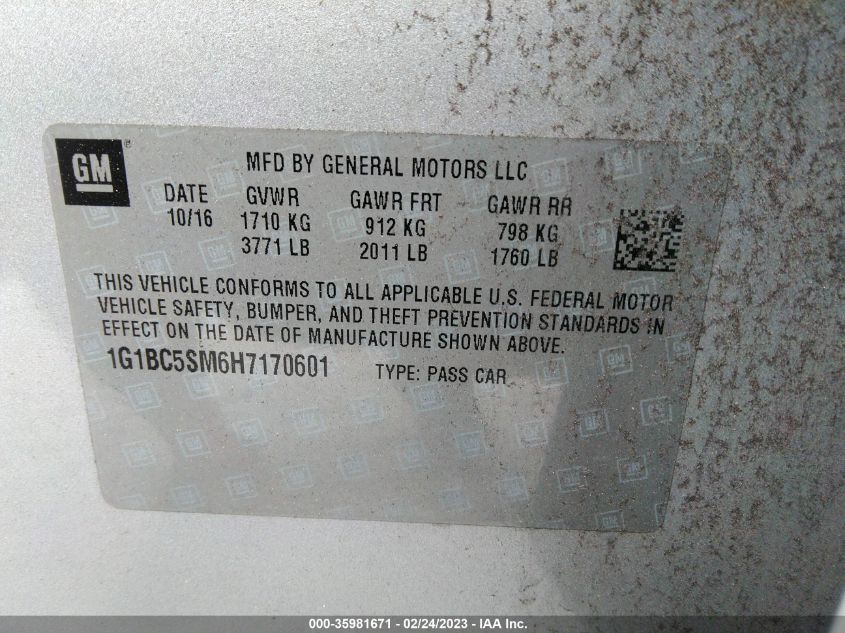 GM ®
MFD BY GENERAL MOTORS LLC
DATE GVWR GAWR FRT GAWR RR
10/16 1710 KG 912 KG 798 KG
3771 LB 2011 LB 1760 LB
THIS VEHICLE CONFORMS TO ALL APPLICABLE U.S. FEDERAL MOTOR
VEHICLE SAFETY, BUMPER, AND THEFT PREVENTION STANDARDS IN
EFFECT ON THE DATE OF MANUFACTURE SHOWN ABOVE.
1G1BC5SM6H7170601 TYPE: PASS CAR
000-35981671 - 02/24/2023 - IAA Inc.